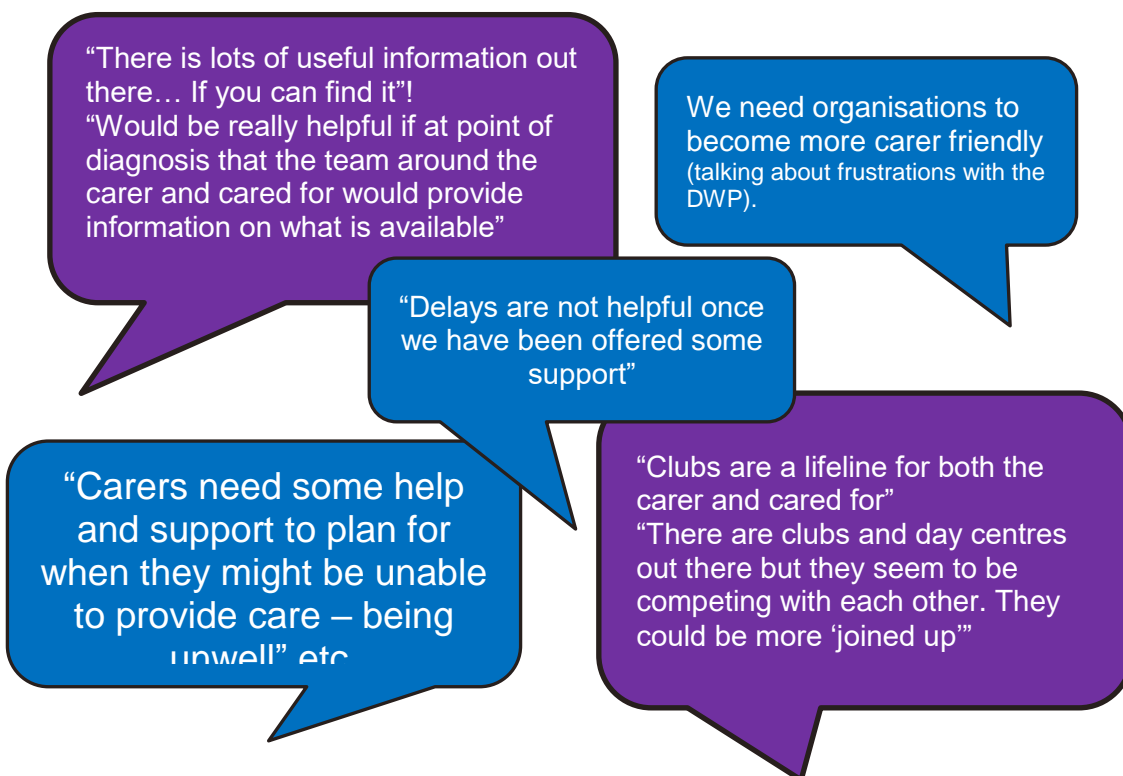 “There is lots of useful information out
there… If you can find it”!
“Would be really helpful if at point of
diagnosis that the team around the
carer and cared for would provide
information on what is available”
We need organisations to
become more carer friendly
(talking about frustrations with the
DWP).
“Delays are not helpful once
we have been offered some
support”
“Carers need some help
and support to plan for
when they might be unable
to provide care – being
unwell” etc
“Clubs are a lifeline for both the
carer and cared for”
“There are clubs and day centres
out there but they seem to be
competing with each other. They
could be more ‘joined up’”